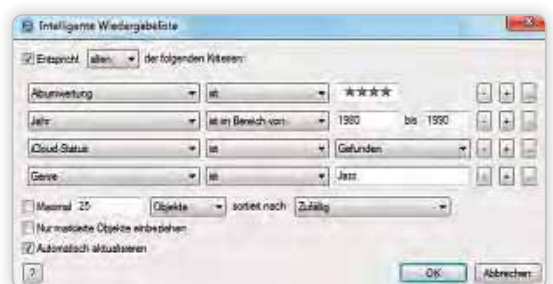 Intelligente Wiedergabeliste
Entspricht allen der folgenden Kriterien:
Albumwertung ist ★★★★ - + ...
Jahr ist im Bereich von: 1980 bis 1990 - + ...
iCloud-Status ist Gefunden - + ...
Genre ist Jazz - + ...
Maximal 25 Objekte sortiert nach Zufällig
Nur markierte Objekte einbeziehen
Automatisch aktualisieren
? OK Abbrechen